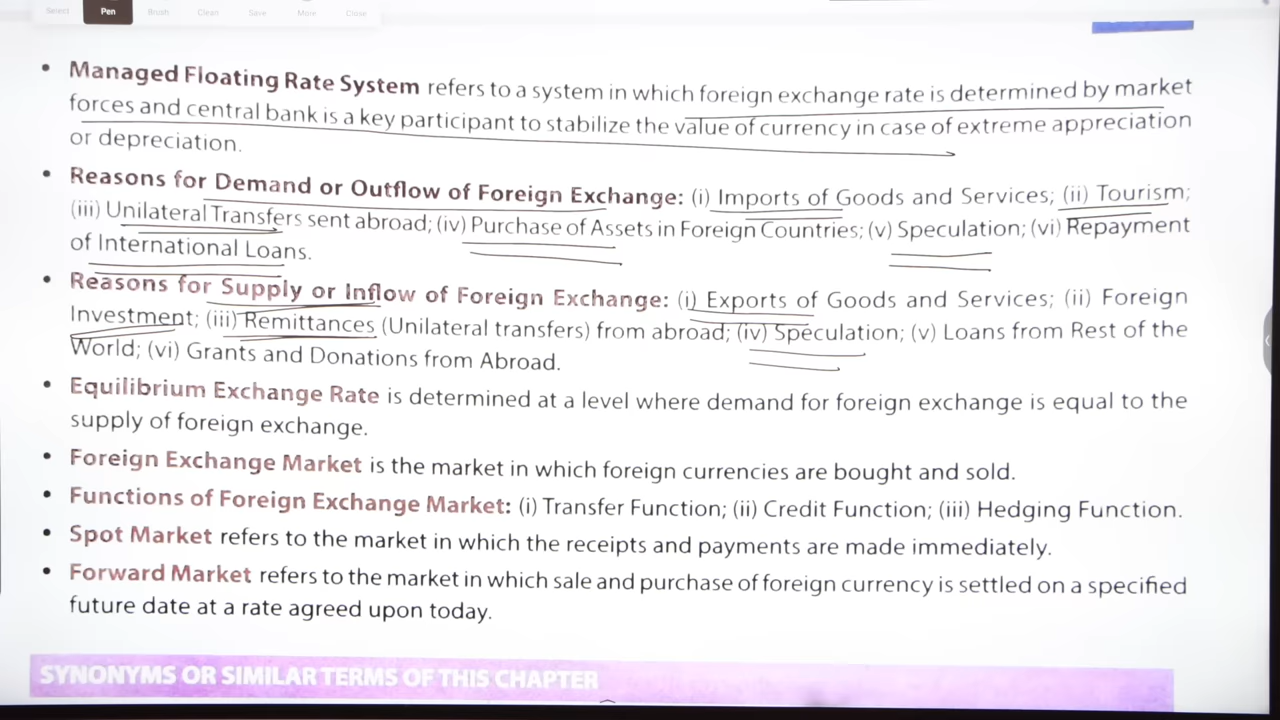 Select Pen Brush Clean Save More Close
• Managed Floating Rate System refers to a system in which foreign exchange rate is determined by market
forces and central bank is a key participant to stabilize the value of currency in case of extreme appreciation
or depreciation.
• Reasons for Demand or Outflow of Foreign Exchange: (i) Imports of Goods and Services; (ii) Tourism;
(iii) Unilateral Transfers sent abroad; (iv) Purchase of Assets in Foreign Countries; (v) Speculation; (vi) Repayment
of International Loans.
• Reasons for Supply or Inflow of Foreign Exchange: (i) Exports of Goods and Services; (ii) Foreign
Investment; (iii) Remittances (Unilateral transfers) from abroad; (iv) Speculation; (v) Loans from Rest of the
World; (vi) Grants and Donations from Abroad.
• Equilibrium Exchange Rate is determined at a level where demand for foreign exchange is equal to the
supply of foreign exchange.
• Foreign Exchange Market is the market in which foreign currencies are bought and sold.
• Functions of Foreign Exchange Market: (i) Transfer Function; (ii) Credit Function; (iii) Hedging Function.
• Spot Market refers to the market in which the receipts and payments are made immediately.
• Forward Market refers to the market in which sale and purchase of foreign currency is settled on a specified
future date at a rate agreed upon today.
SYNONYMS OR SIMILAR TERMS OF THIS CHAPTER